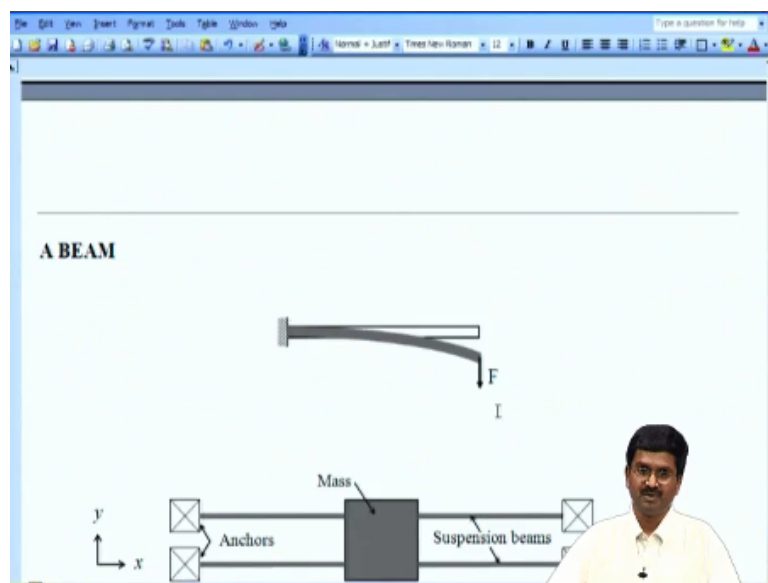 File Edit View Insert Format Tools Table Window Help
Type a question for help
Normal + Justif Times New Roman 12 B I U
A BEAM
F
Mass
y
Anchors
Suspension beams
x